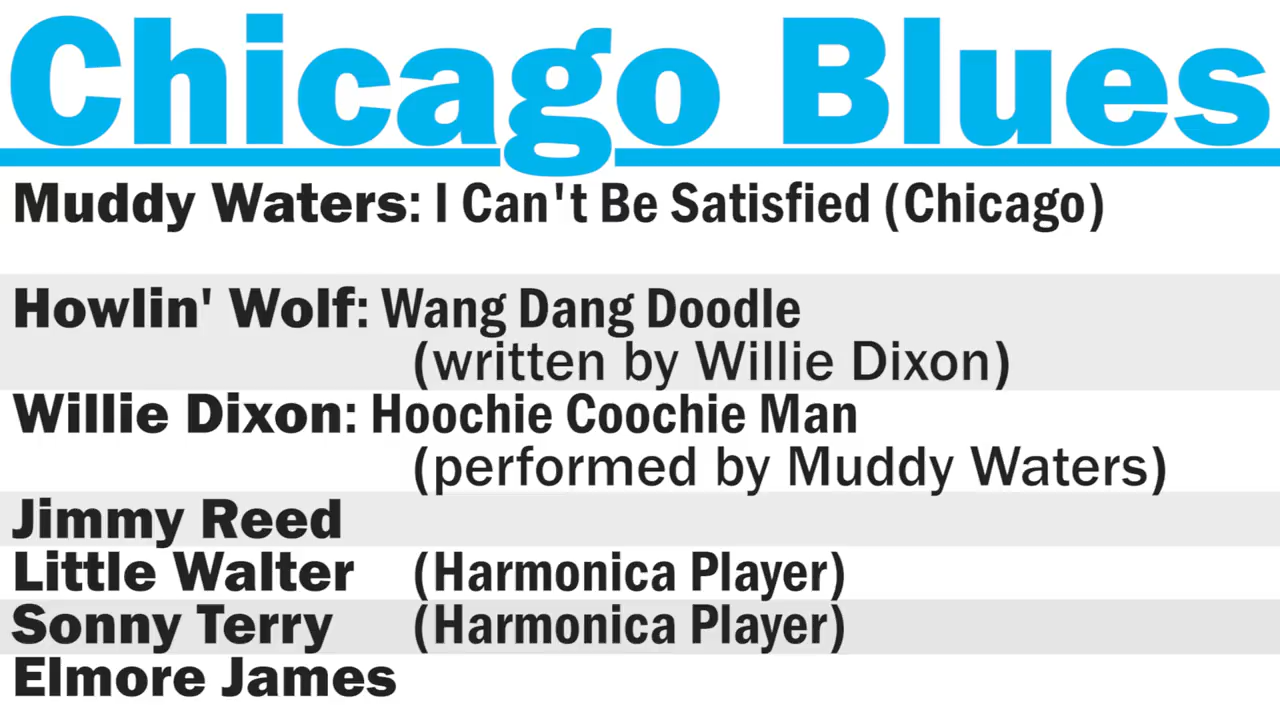 Chicago Blues
Muddy Waters: I Can't Be Satisfied (Chicago)
Howlin' Wolf: Wang Dang Doodle
(written by Willie Dixon)
Willie Dixon: Hoochie Coochie Man
(performed by Muddy Waters)
Jimmy Reed
Little Walter (Harmonica Player)
Sonny Terry (Harmonica Player)
Elmore James